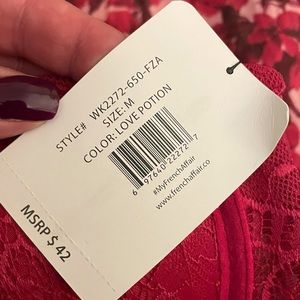 STYLE# WK2272-650-FZA
SIZE: M
COLOR: LOVE POTION
6 97640 22272 7
#MyFrenchAffair
www.frenchaffair.co
MSRP $ 42